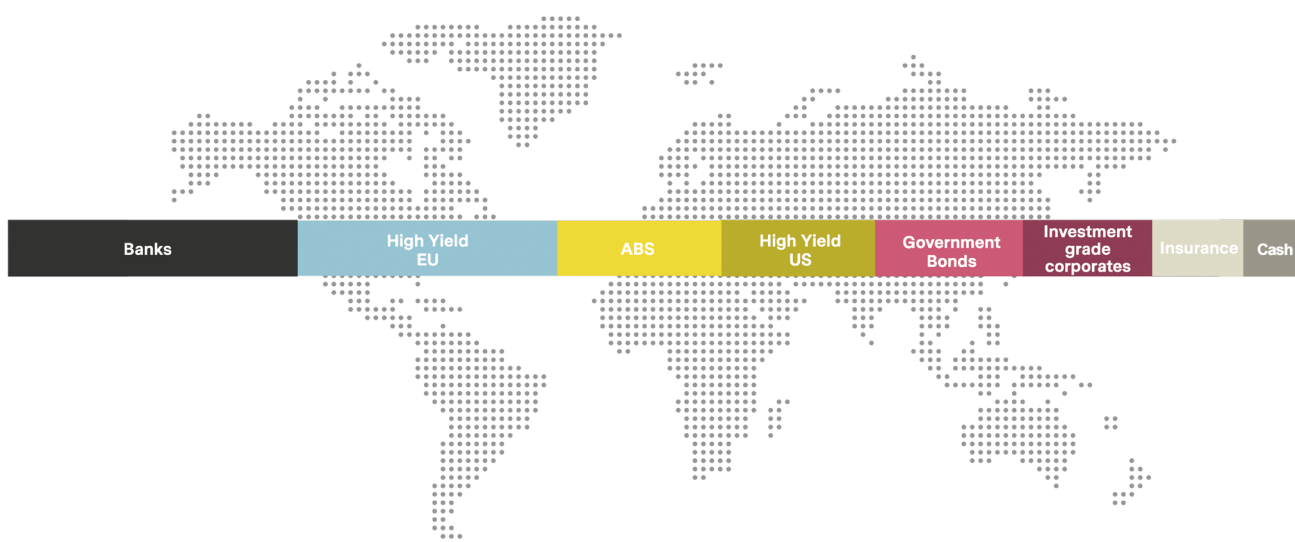 Banks
High Yield
EU
ABS
High Yield
US
Government
Bonds
Investment
grade
corporates
Insurance
Cash